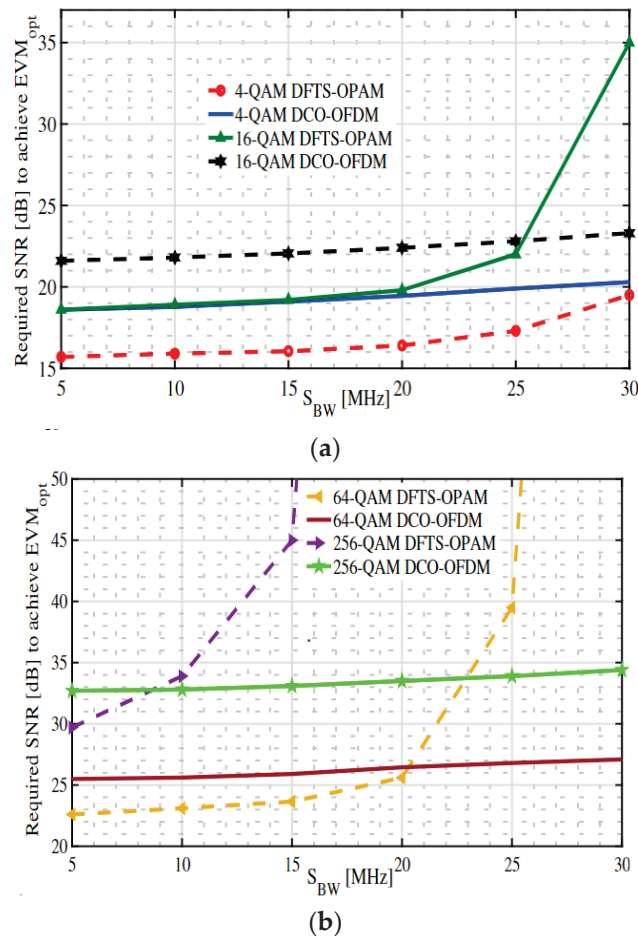 35
30
25
20
15
Required SNR [dB] to achieve EVM_opt
4-QAM DFTS-OPAM
4-QAM DCO-OFDM
16-QAM DFTS-OPAM
16-QAM DCO-OFDM
5 10 15 20 25 30
S_BW [MHz]
(a)
50
45
40
35
30
25
20
Required SNR [dB] to achieve EVM_opt
64-QAM DFTS-OPAM
64-QAM DCO-OFDM
256-QAM DFTS-OPAM
256-QAM DCO-OFDM
5 10 15 20 25 30
S_BW [MHz]
(b)